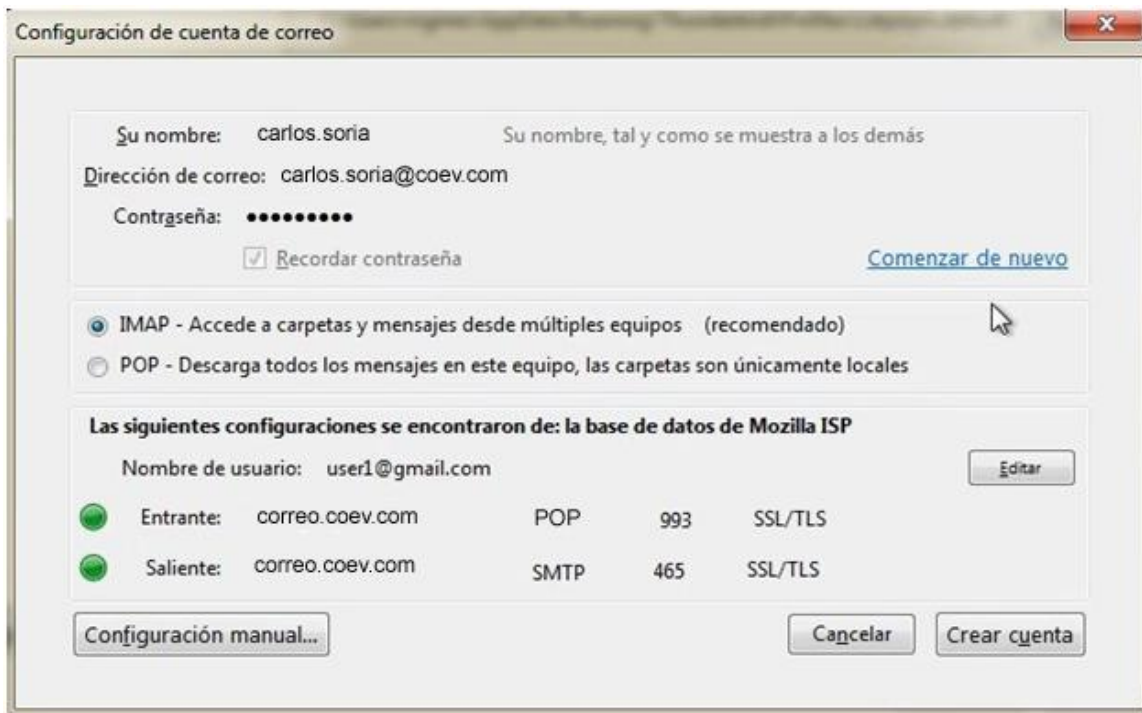 Configuración de cuenta de correo
Su nombre: carlos.soria Su nombre, tal y como se muestra a los demás
Dirección de correo: carlos.soria@coev.com
Contraseña: •••••••••
Recordar contraseña Comenzar de nuevo
IMAP - Accede a carpetas y mensajes desde múltiples equipos (recomendado)
POP - Descarga todos los mensajes en este equipo, las carpetas son únicamente locales
Las siguientes configuraciones se encontraron de: la base de datos de Mozilla ISP
Nombre de usuario: user1@gmail.com Editar
Entrante: correo.coev.com POP 993 SSL/TLS
Saliente: correo.coev.com SMTP 465 SSL/TLS
Configuración manual... Cancelar Crear cuenta